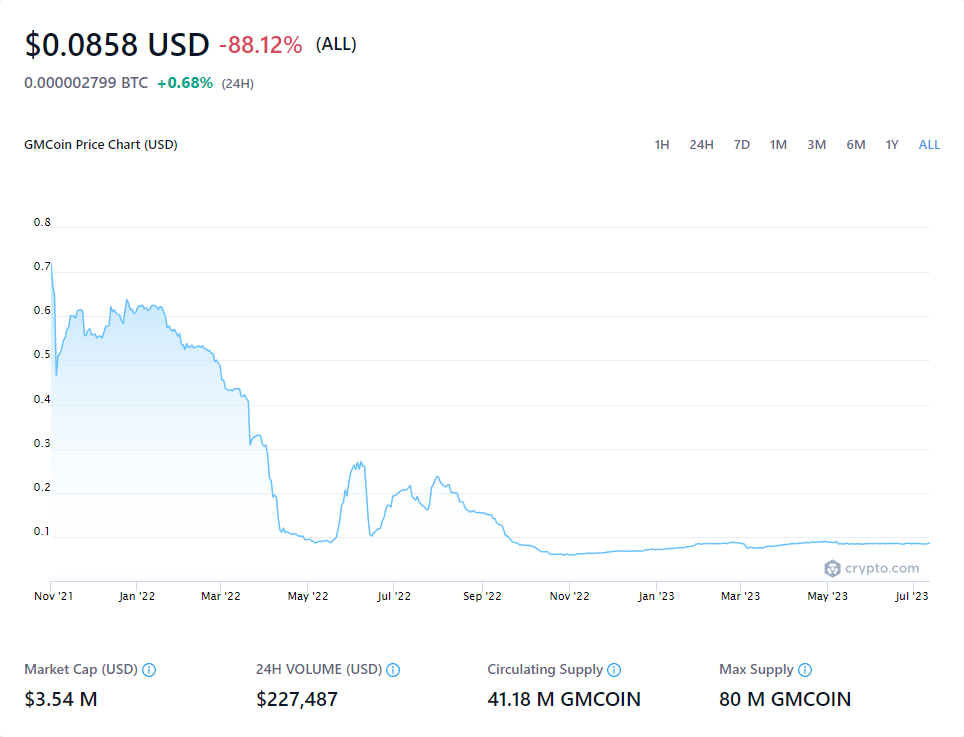 $0.0858 USD -88.12% (ALL)
0.000002799 BTC +0.68% (24H)
GMCoin Price Chart (USD) 1H 24H 7D 1M 3M 6M 1Y ALL
0.8
0.7
0.6
0.5
0.4
0.3
0.2
0.1
crypto.com
Nov '21 Jan '22 Mar '22 May '22 Jul '22 Sep '22 Nov '22 Jan '23 Mar '23 May '23 Jul '23
Market Cap (USD) 24H VOLUME (USD) Circulating Supply Max Supply
$3.54 M $227,487 41.18 M GMCOIN 80 M GMCOIN